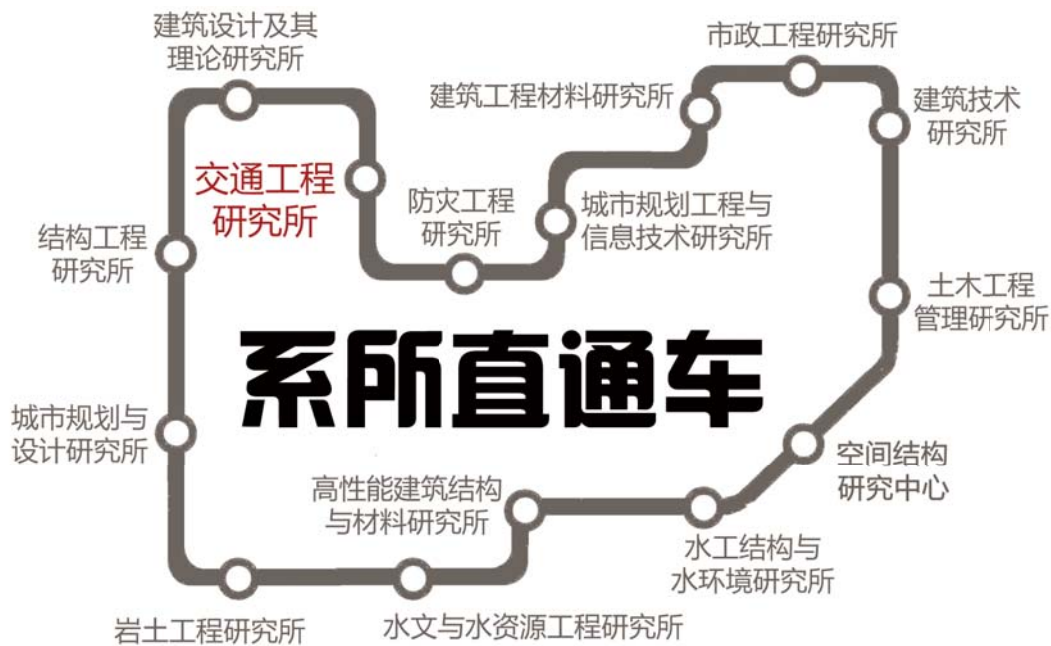 建筑设计及其
理论研究所
市政工程研究所
建筑工程材料研究所
建筑技术
研究所
交通工程
研究所
防灾工程
研究所
城市规划工程与
信息技术研究所
结构工程
研究所
土木工程
管理研究所
系所直通车
城市规划与
设计研究所
空间结构
研究中心
高性能建筑结构
与材料研究所
水工结构与
水环境研究所
岩土工程研究所
水文与水资源工程研究所